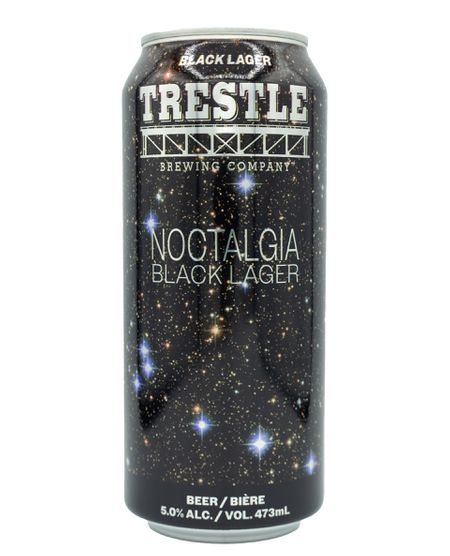 BLACK LAGER
TRESTLE
BREWING COMPANY
NOCTALGIA
BLACK LAGER
BEER / BIÈRE
5.0% ALC. / VOL. 473mL